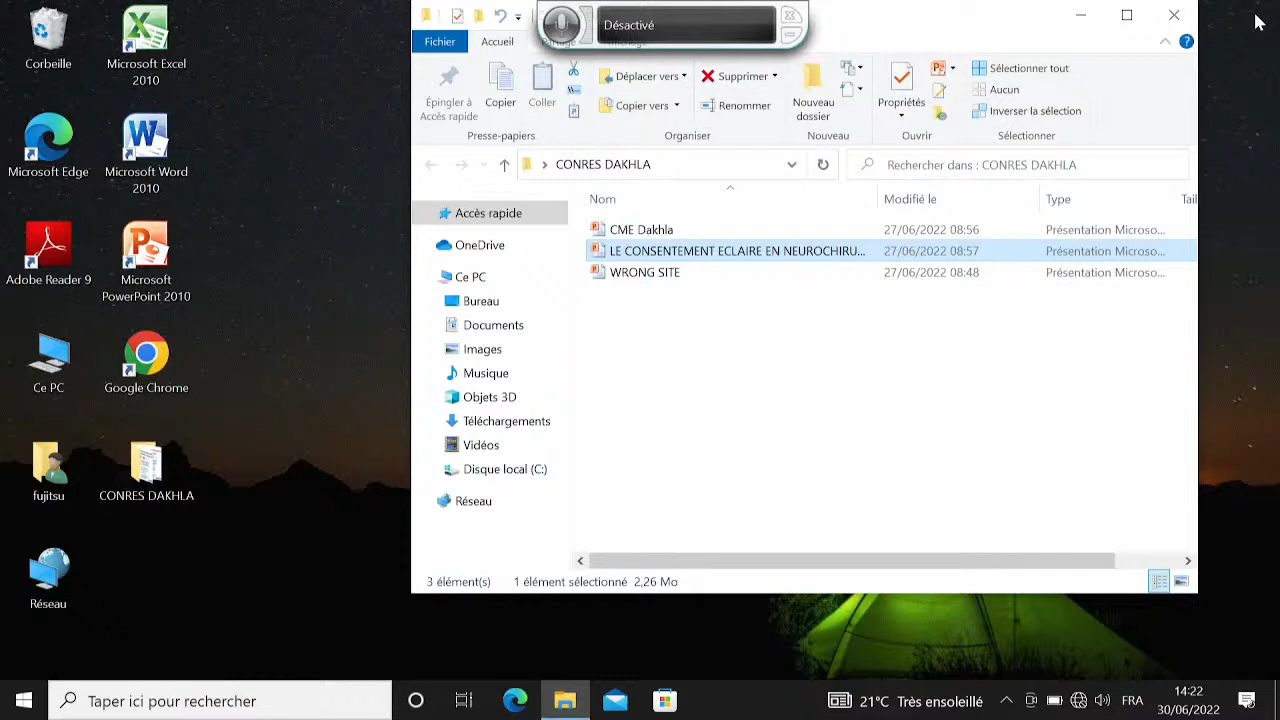 Corbeille
Microsoft Excel
2010
Microsoft Edge
Microsoft Word
2010
Adobe Reader 9
Microsoft
PowerPoint 2010
Ce PC
Google Chrome
fujitsu
CONRES DAKHLA
Réseau
Désactivé
Fichier
Accueil
Épingler à
Accès rapide
Copier
Coller
Presse-papiers
Déplacer vers
Copier vers
Supprimer
Renommer
Organiser
Nouveau
dossier
Nouveau
Propriétés
Ouvrir
Sélectionner tout
Aucun
Inverser la sélection
Sélectionner
CONRES DAKHLA
Rechercher dans : CONRES DAKHLA
Nom
Modifié le
Type
Tail
CME Dakhla 27/06/2022 08:56 Présentation Microso...
LE CONSENTEMENT ECLAIRE EN NEUROCHIRU... 27/06/2022 08:57 Présentation Microso...
WRONG SITE 27/06/2022 08:48 Présentation Microso...
Accès rapide
OneDrive
Ce PC
Bureau
Documents
Images
Musique
Objets 3D
Téléchargements
Vidéos
Disque local (C:)
Réseau
3 élément(s) 1 élément sélectionné 2,26 Mo
Taper ici pour rechercher
21°C Très ensoleillé
FRA
14:22
30/06/2022